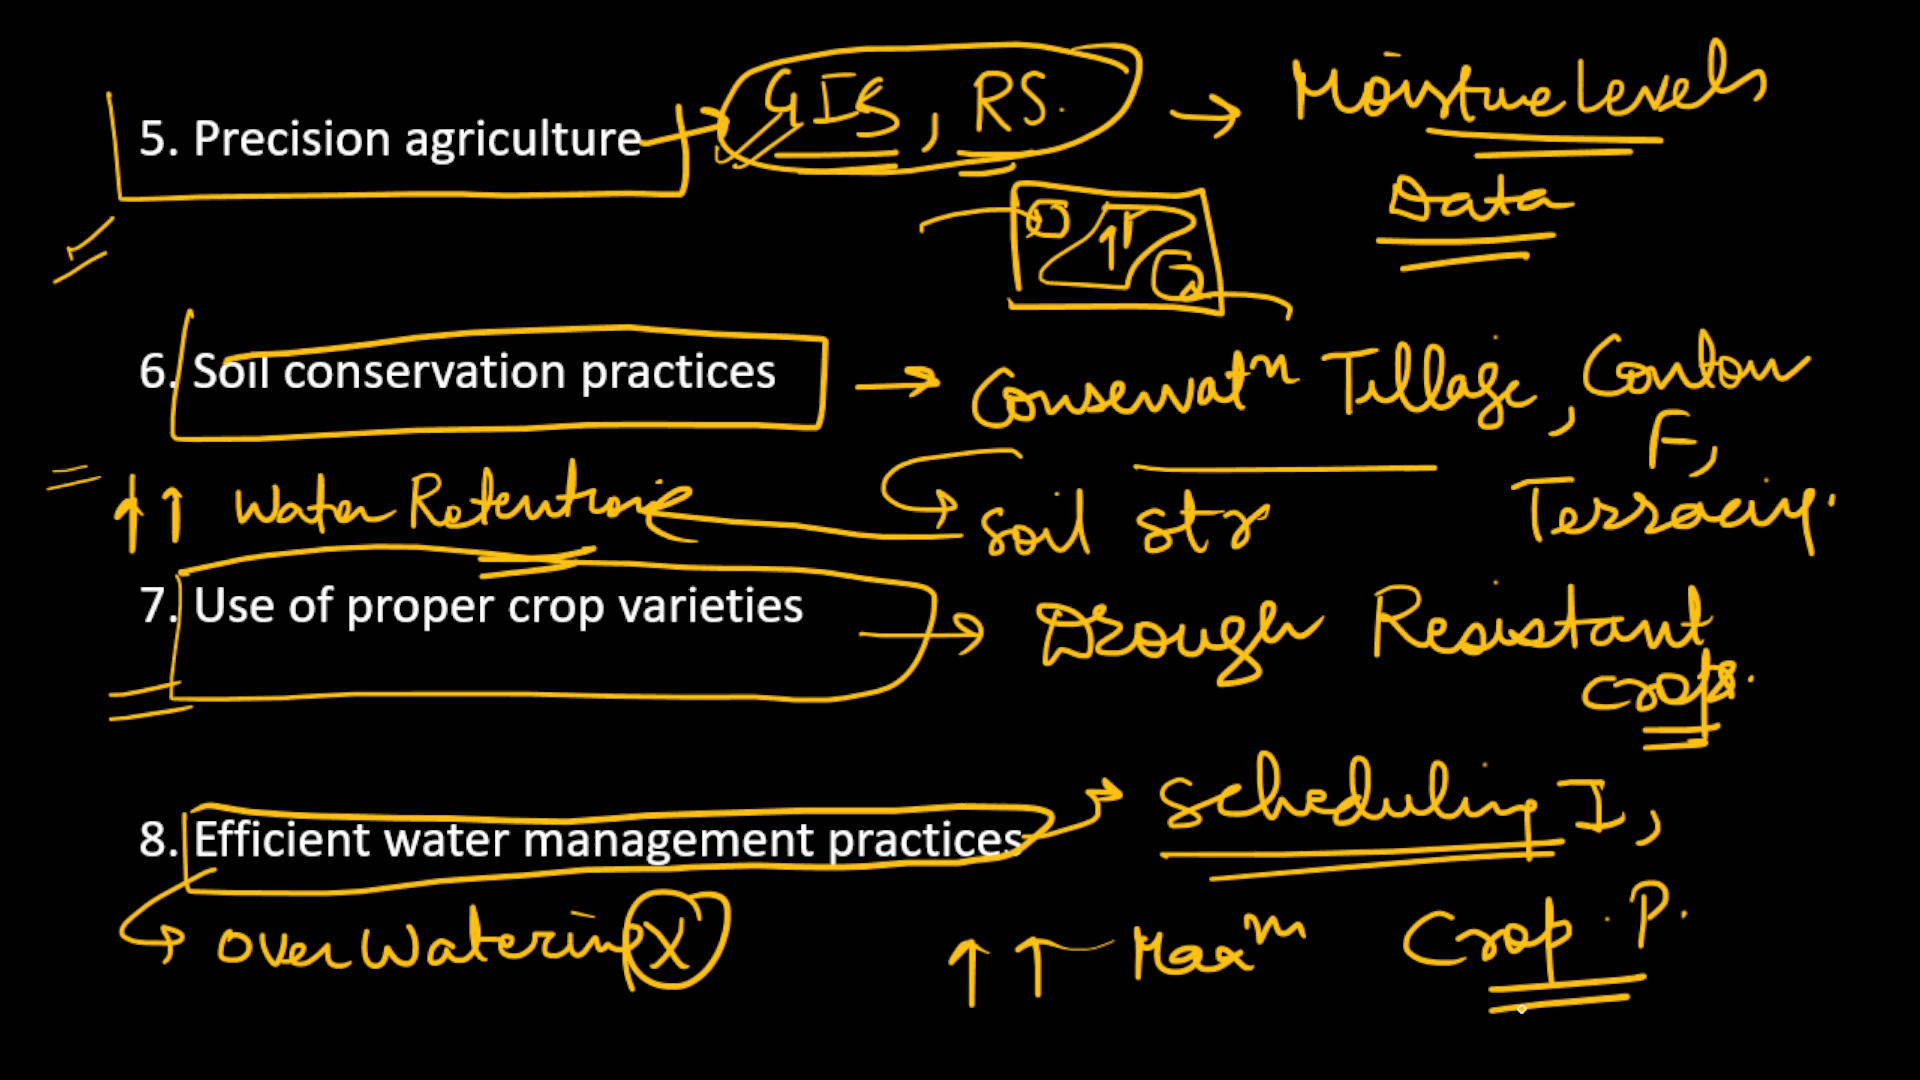 5. Precision agriculture → GIS, RS. → Moisture levels
Data
6. Soil conservation practices → Conservatⁿ Tillage, Contour
F,
↑↑ Water Retention ← soil str Terracing.
7. Use of proper crop varieties → Drough Resistant
crops.
8. Efficient water management practices → Scheduling I,
over Watering X ↑↑ Maxᵐ Crop. P.